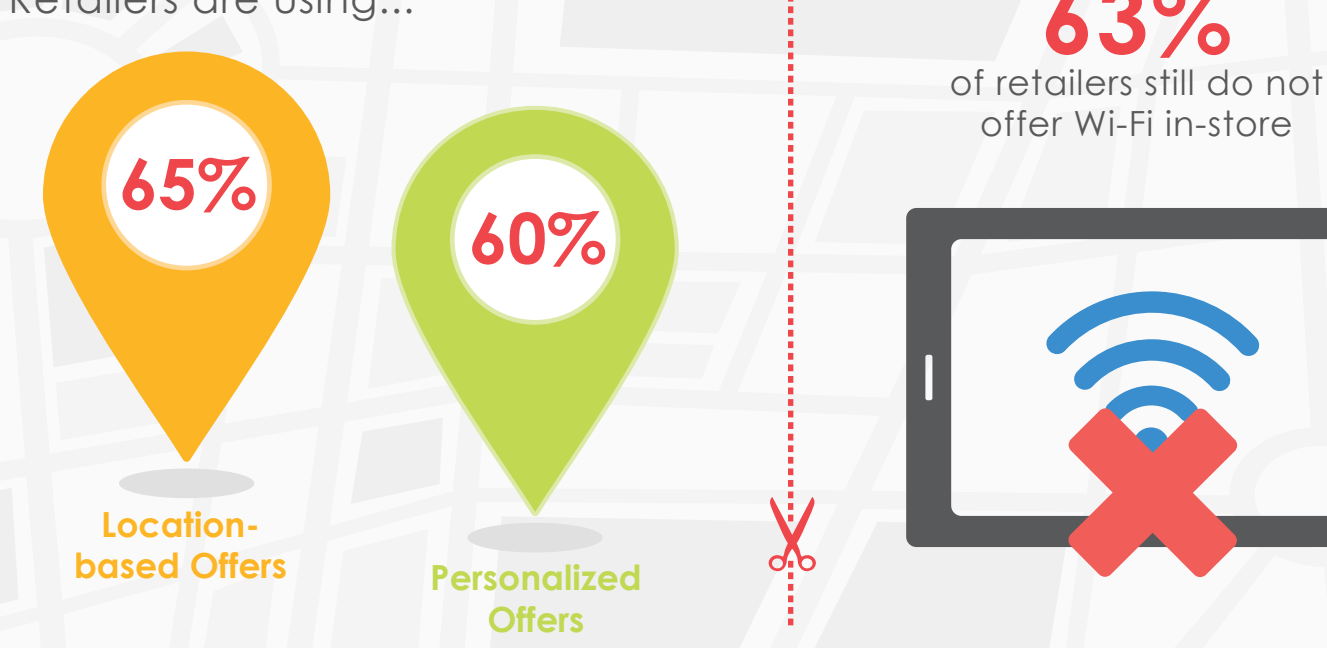 Retailers are using...
65%
Location-
based Offers
60%
Personalized
Offers
63%
of retailers still do not
offer Wi-Fi in-store